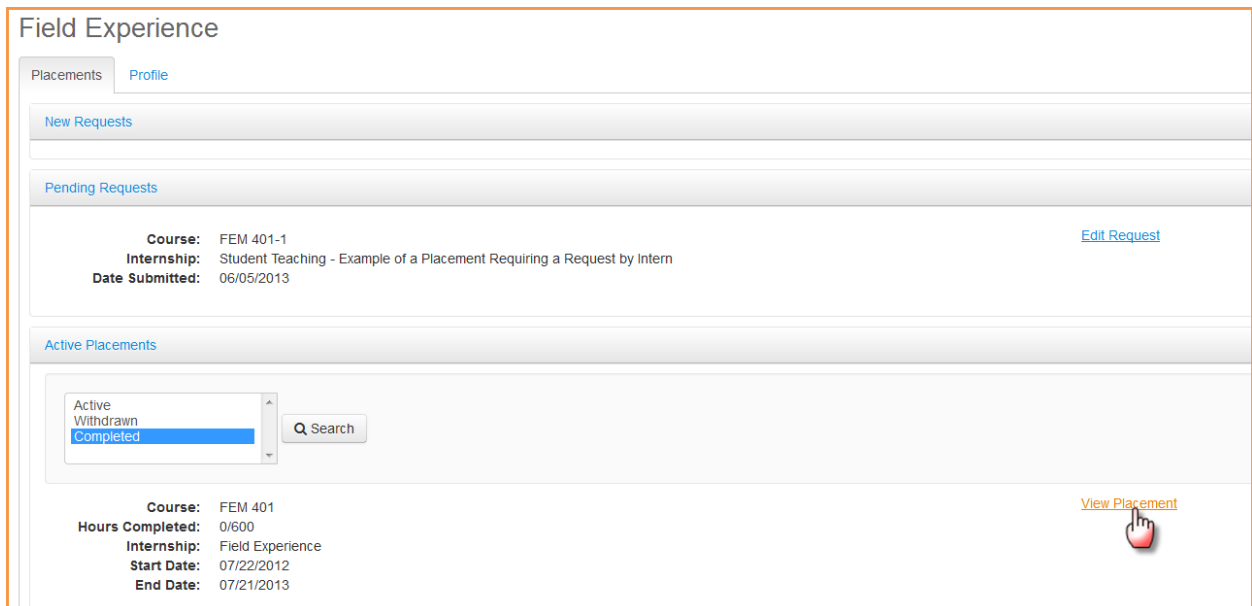 Field Experience
Placements Profile
New Requests
Pending Requests
Course: FEM 401-1 Edit Request
Internship: Student Teaching - Example of a Placement Requiring a Request by Intern
Date Submitted: 06/05/2013
Active Placements
Active
Withdrawn
Completed
Search
Course: FEM 401 View Placement
Hours Completed: 0/600
Internship: Field Experience
Start Date: 07/22/2012
End Date: 07/21/2013